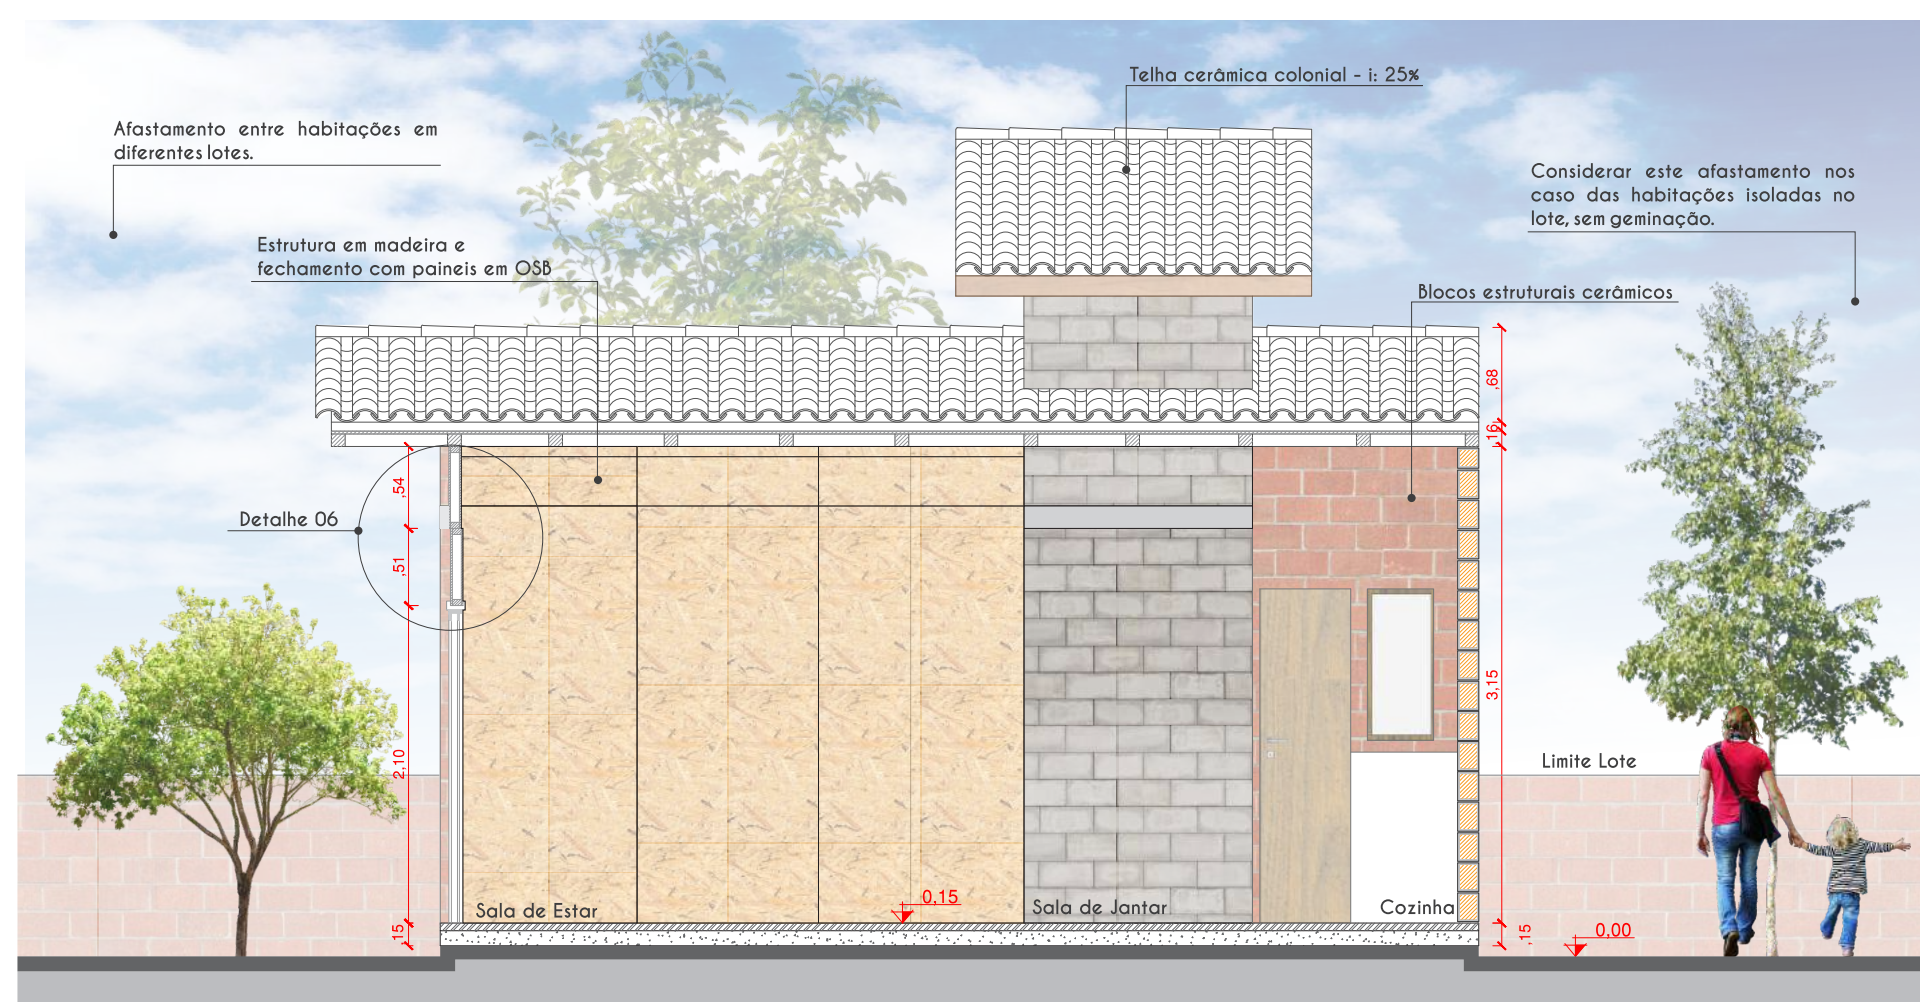 Telha cerâmica colonial - i: 25%
Afastamento entre habitações em
diferentes lotes.
Considerar este afastamento nos
caso das habitações isoladas no
lote, sem geminação.
Estrutura em madeira e
fechamento com paineis em OSB
Blocos estruturais cerâmicos
,68
,16
,54
Detalhe 06
,51
3,15
2,10
Limite Lote
0,15
Sala de Estar
Sala de Jantar
Cozinha
,15
,15
0,00